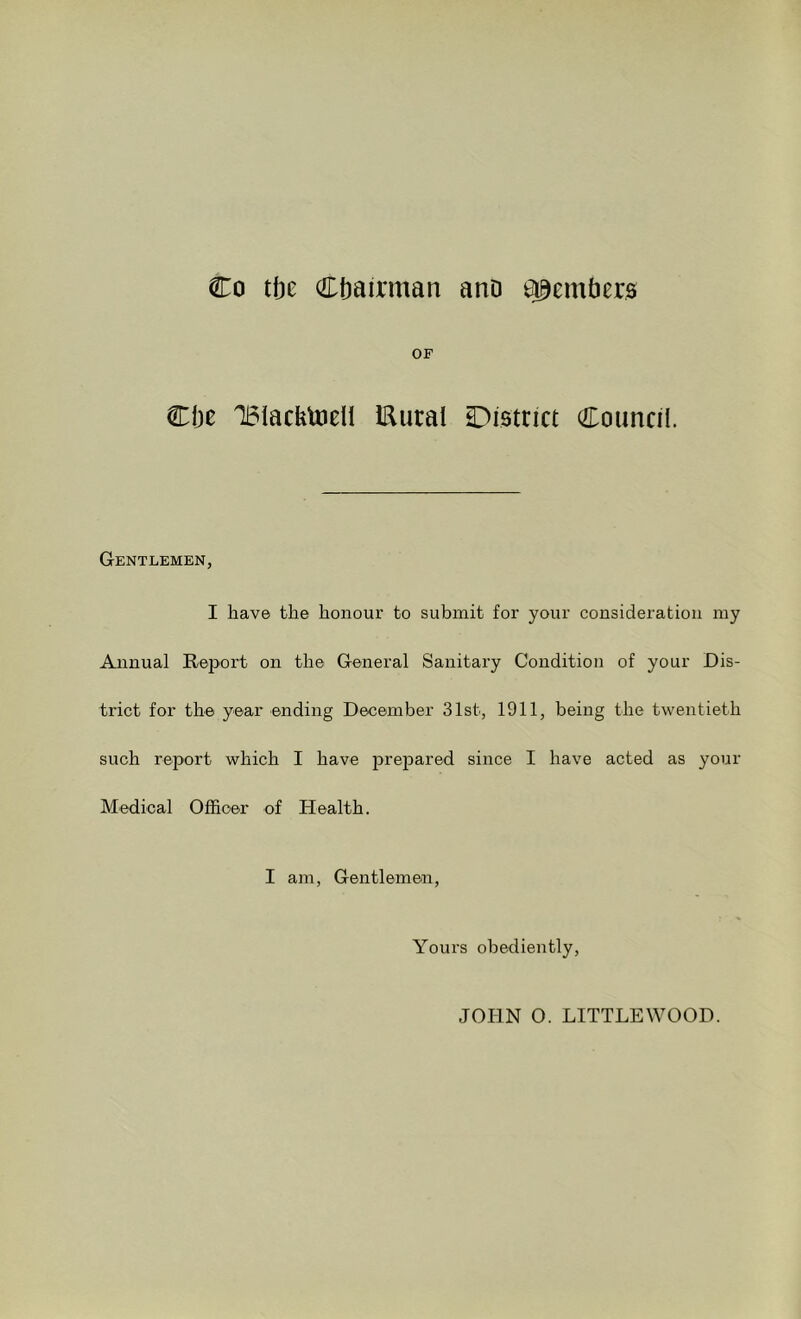 To the Chairman and Members
OF
The Blackwell Rural District Council.
GENTLEMEN,
I have the honour to submit for your consideration my
Annual Report on the General Sanitary Condition of your Dis-
trict for the year ending December 31st, 1911, being the twentieth
such report which I have prepared since I have acted as your
Medical Officer of Health.
I am, Gentlemen,
Yours obediently,
JOHN O. LITTLEWOOD.